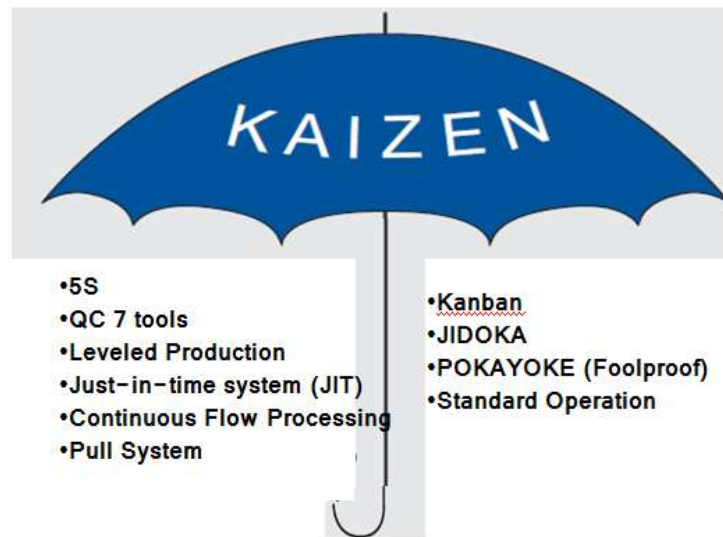 KAIZEN
•5S
•QC 7 tools
•Leveled Production
•Just-in-time system (JIT)
•Continuous Flow Processing
•Pull System
•Kanban
•JIDOKA
•POKAYOKE (Foolproof)
•Standard Operation